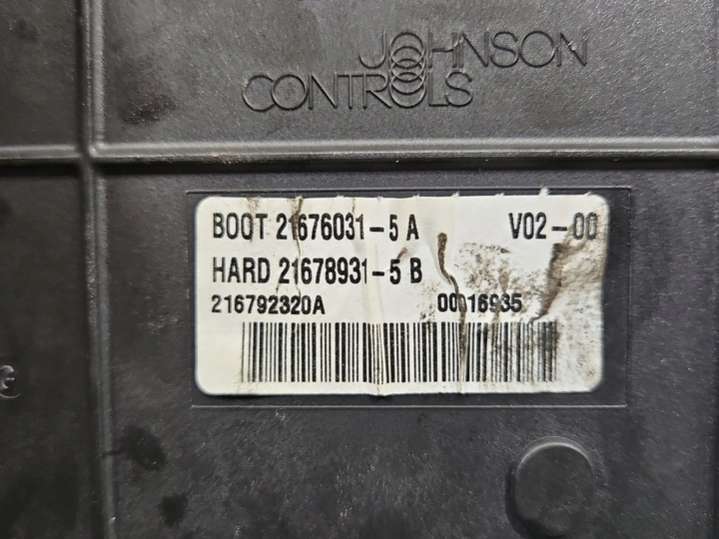 JOHNSON
CONTROLS
BOOT 21676031-5 A V02-00
HARD 21678931-5 B
216792320A 00016935